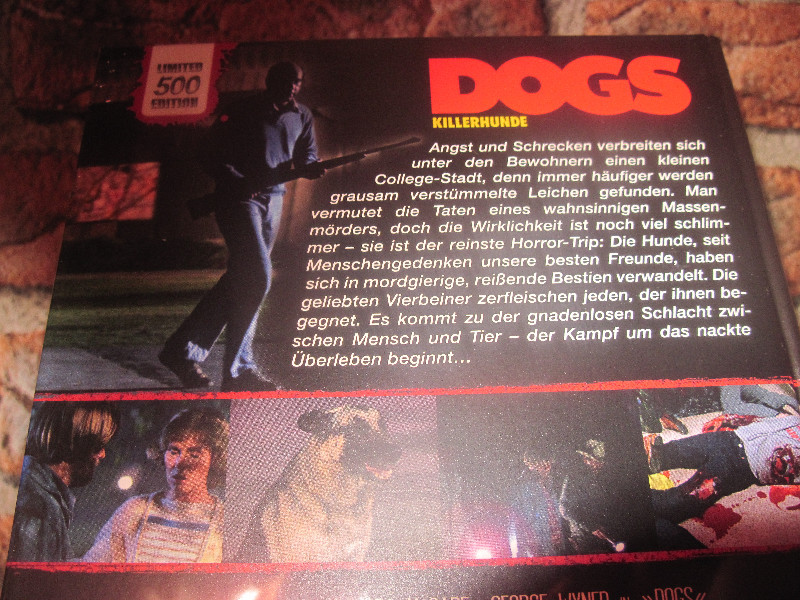 LIMITED
500
EDITION
DOGS
KILLERHUNDE
Angst und Schrecken verbreiten sich
unter den Bewohnern einen kleinen
College-Stadt, denn immer häufiger werden
grausam verstümmelte Leichen gefunden. Man
vermutet die Taten eines wahnsinnigen Massen-
mörders, doch die Wirklichkeit ist noch viel schlim-
mer – sie ist der reinste Horror-Trip: Die Hunde, seit
Menschengedenken unsere besten Freunde, haben
sich in mordgierige, reißende Bestien verwandelt. Die
geliebten Vierbeiner zerfleischen jeden, der ihnen be-
gegnet. Es kommt zu der gnadenlosen Schlacht zwi-
schen Mensch und Tier – der Kampf um das nackte
Überleben beginnt...
GEORGE WYNER in »DOGS«